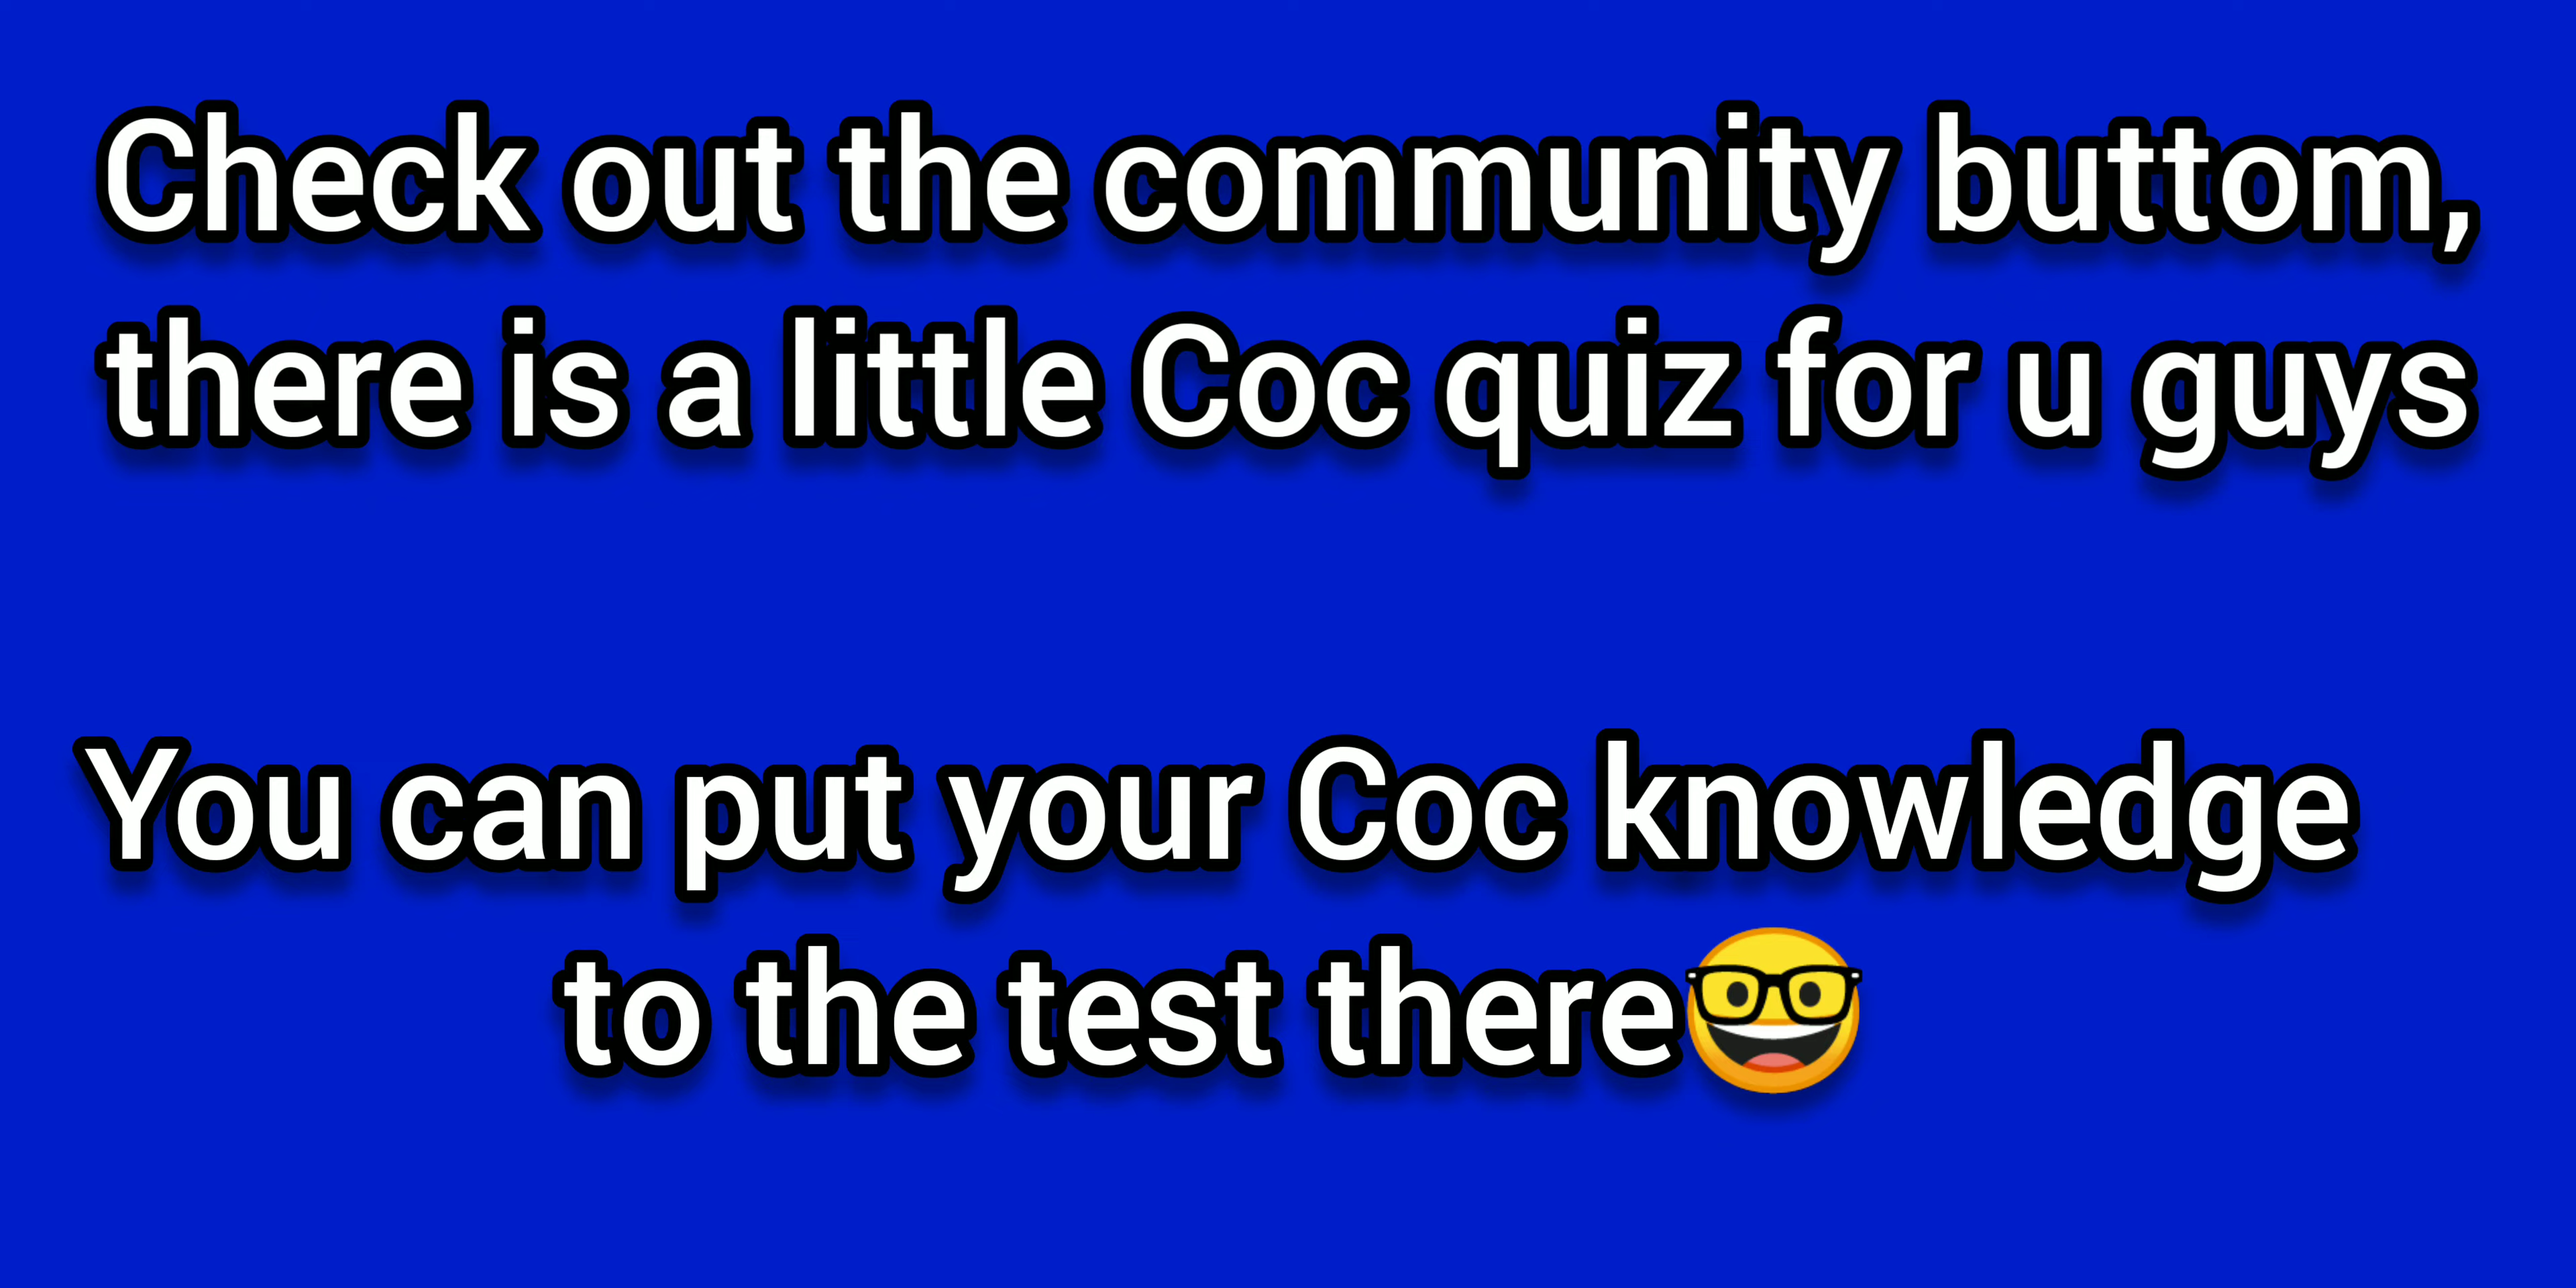 Check out the community buttom,
there is a little Coc quiz for u guys
You can put your Coc knowledge
to the test there🤓